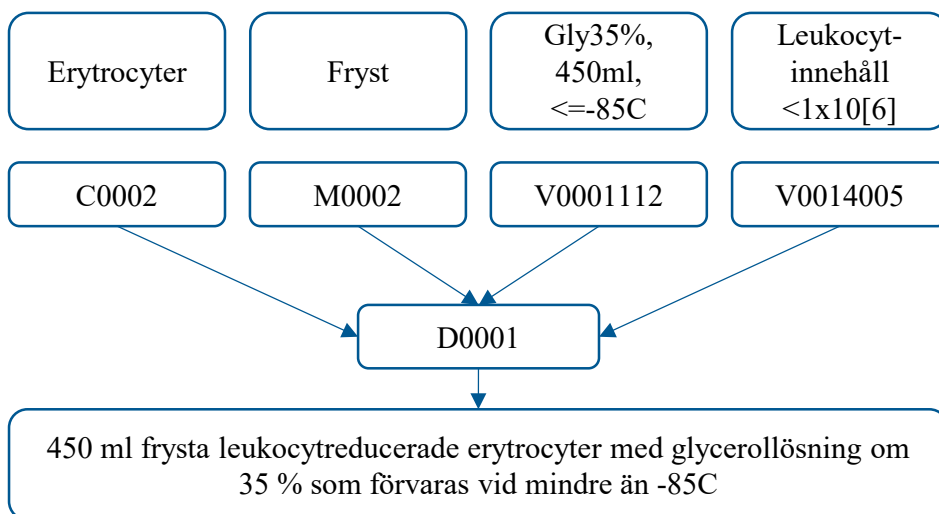 Erytrocyter
Fryst
Gly35%,
450ml,
<=-85C
Leukocyt-
innehåll
<1x10[6]
C0002
M0002
V0001112
V0014005
D0001
450 ml frysta leukocytreducerade erytrocyter med glycerollösning om
35 % som förvaras vid mindre än -85C